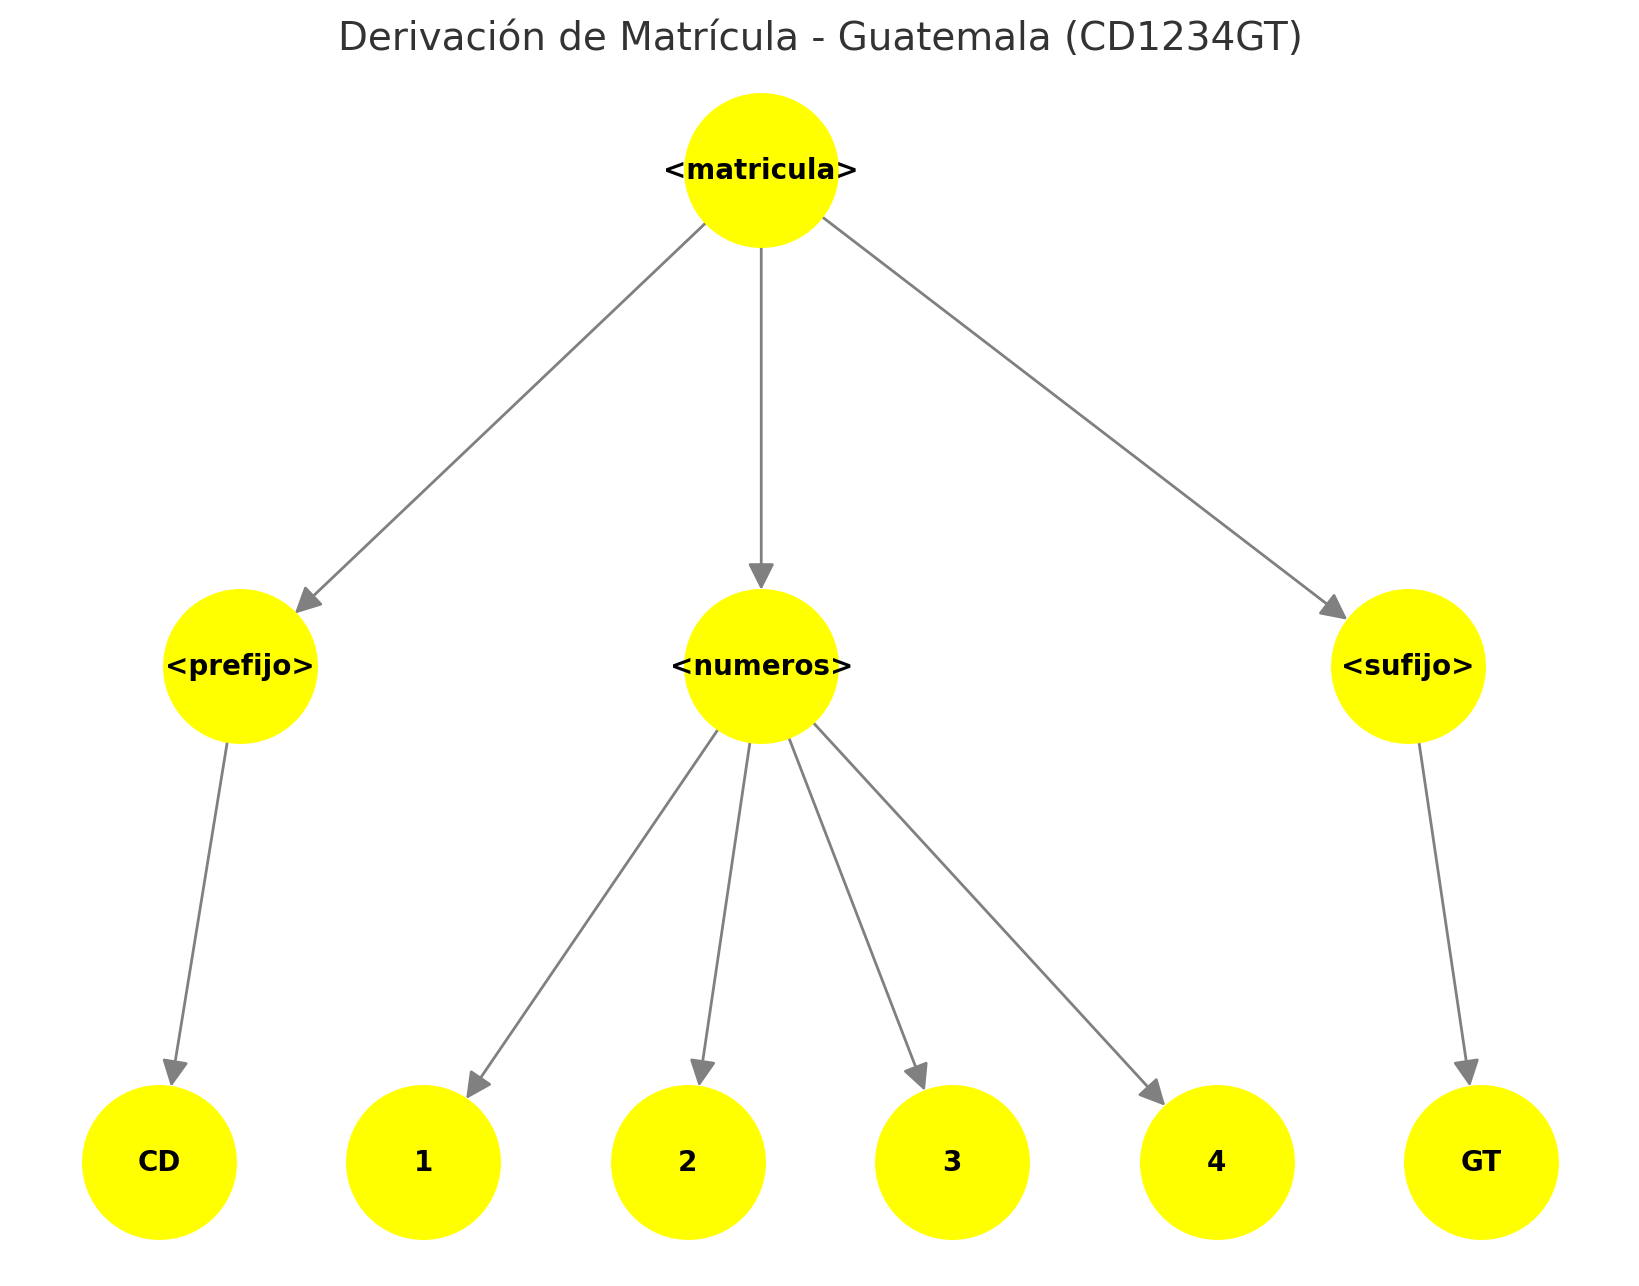 Derivación de Matrícula - Guatemala (CD1234GT)
<matricula>
<prefijo> <numeros> <sufijo>
CD 1 2 3 4 GT